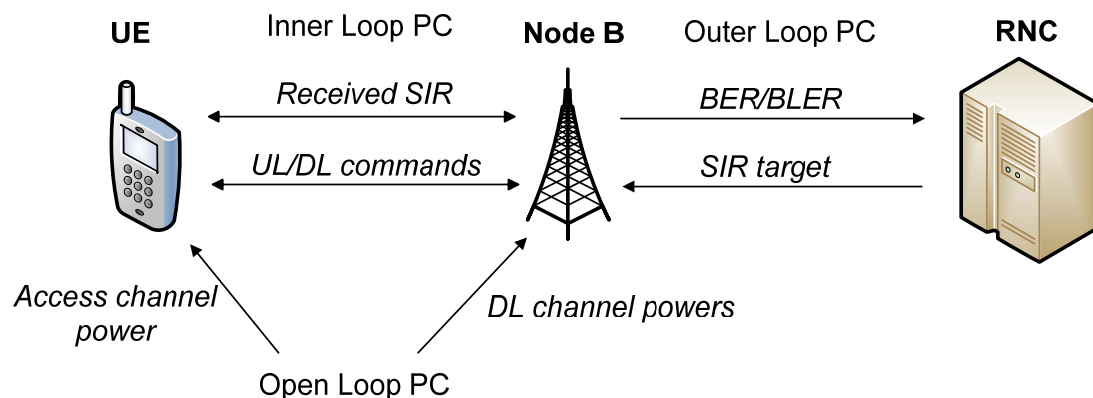 UE
Inner Loop PC
Node B
Outer Loop PC
RNC
Received SIR
BER/BLER
UL/DL commands
SIR target
Access channel
power
DL channel powers
Open Loop PC